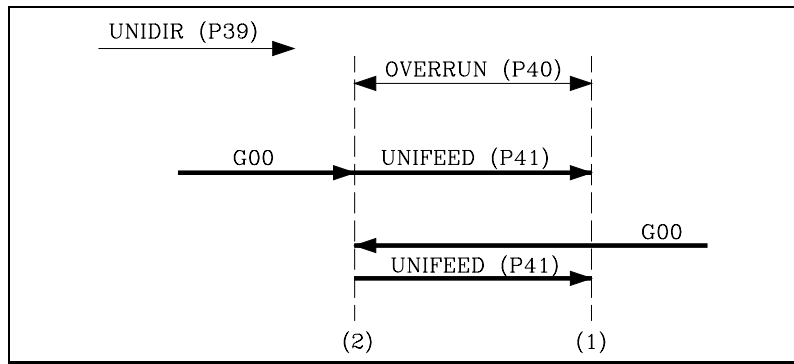 UNIDIR (P39)
OVERRUN (P40)
G00 UNIFEED (P41)
G00
UNIFEED (P41)
(2) (1)